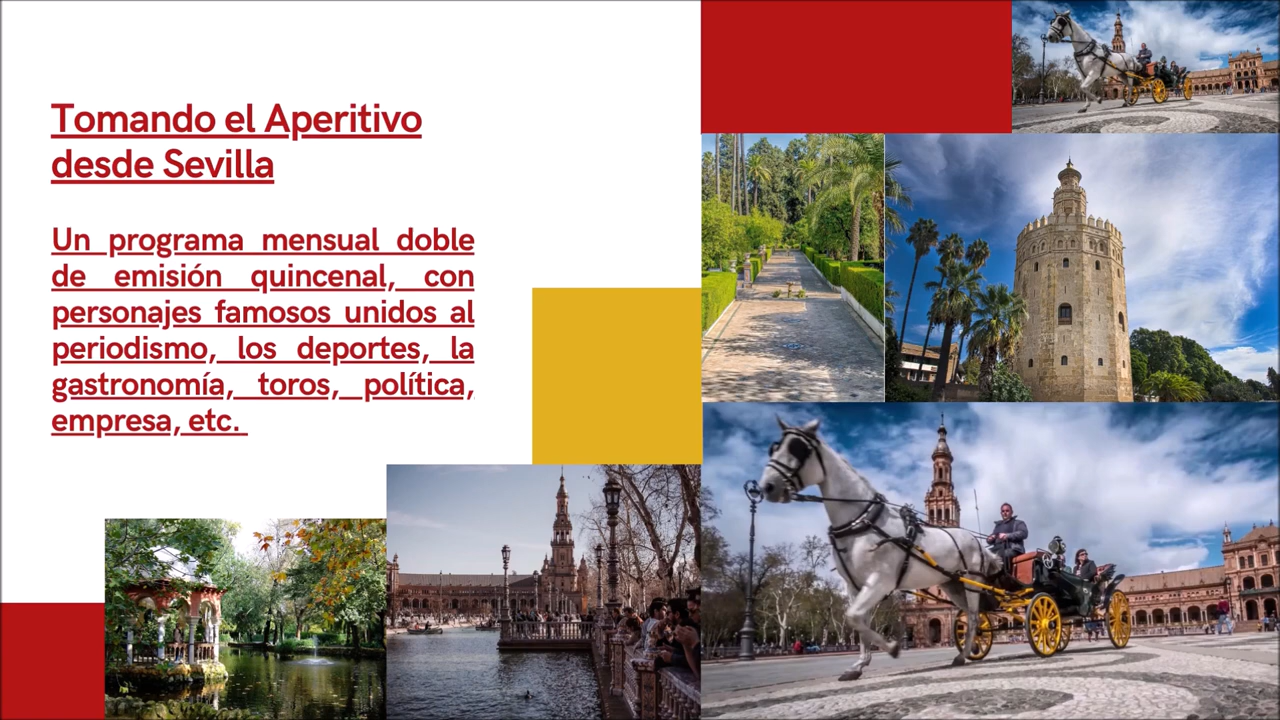 Tomando el Aperitivo
desde Sevilla
Un programa mensual doble
de emisión quincenal, con
personajes famosos unidos al
periodismo, los deportes, la
gastronomía, toros, política,
empresa, etc.